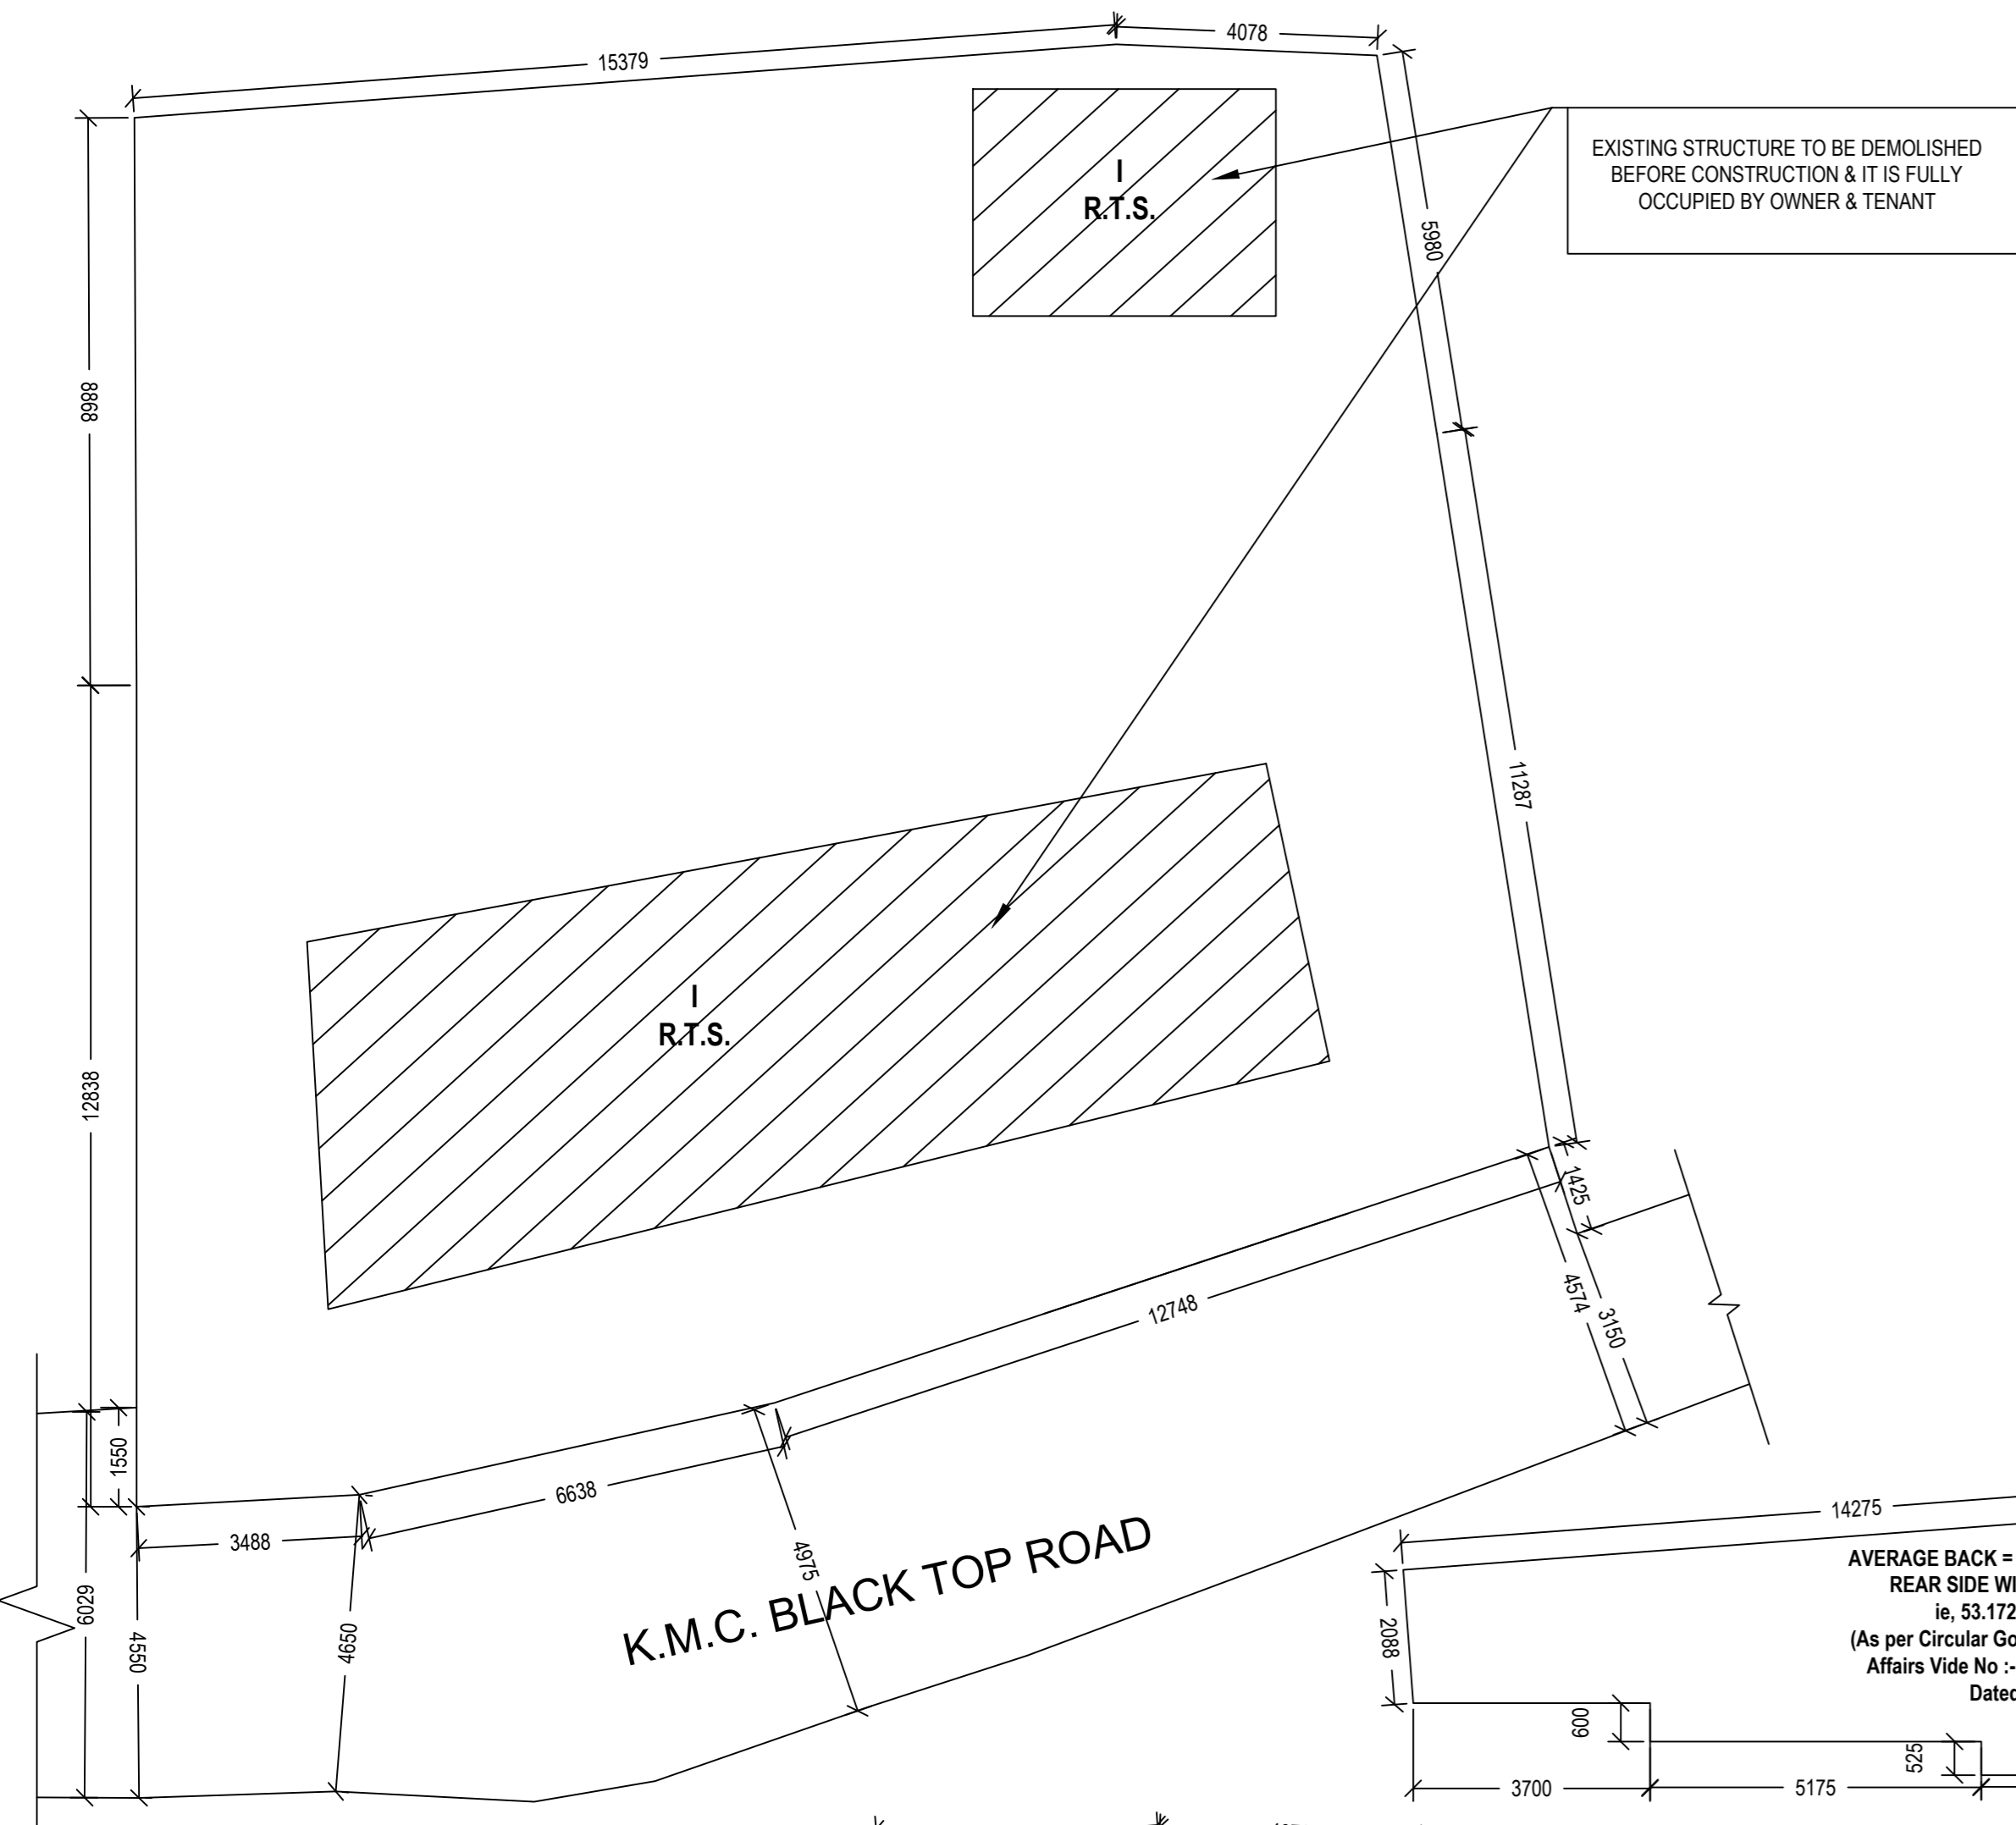 15379
4078
EXISTING STRUCTURE TO BE DEMOLISHED
BEFORE CONSTRUCTION & IT IS FULLY
OCCUPIED BY OWNER & TENANT
I
R.T.S.
5980
8988
11287
I
R.T.S.
12838
1425
4574
3150
12748
1550
6638
3488
4975
K.M.C. BLACK TOP ROAD
6029
4550
4650
14275
AVERAGE BACK =
REAR SIDE WI
ie, 53.172
(As per Circular Go
Affairs Vide No :-
Dated
2088
600
525
3700
5175